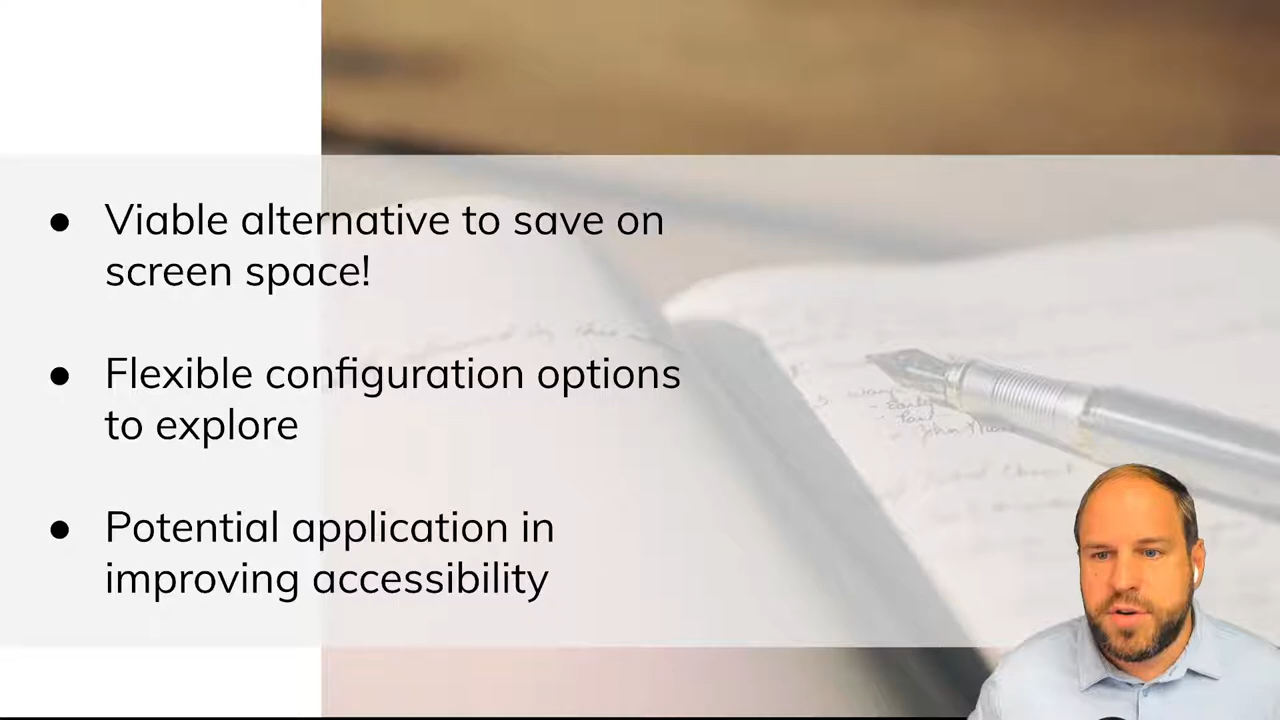 ● Viable alternative to save on
screen space!
● Flexible configuration options
to explore
● Potential application in
improving accessibility